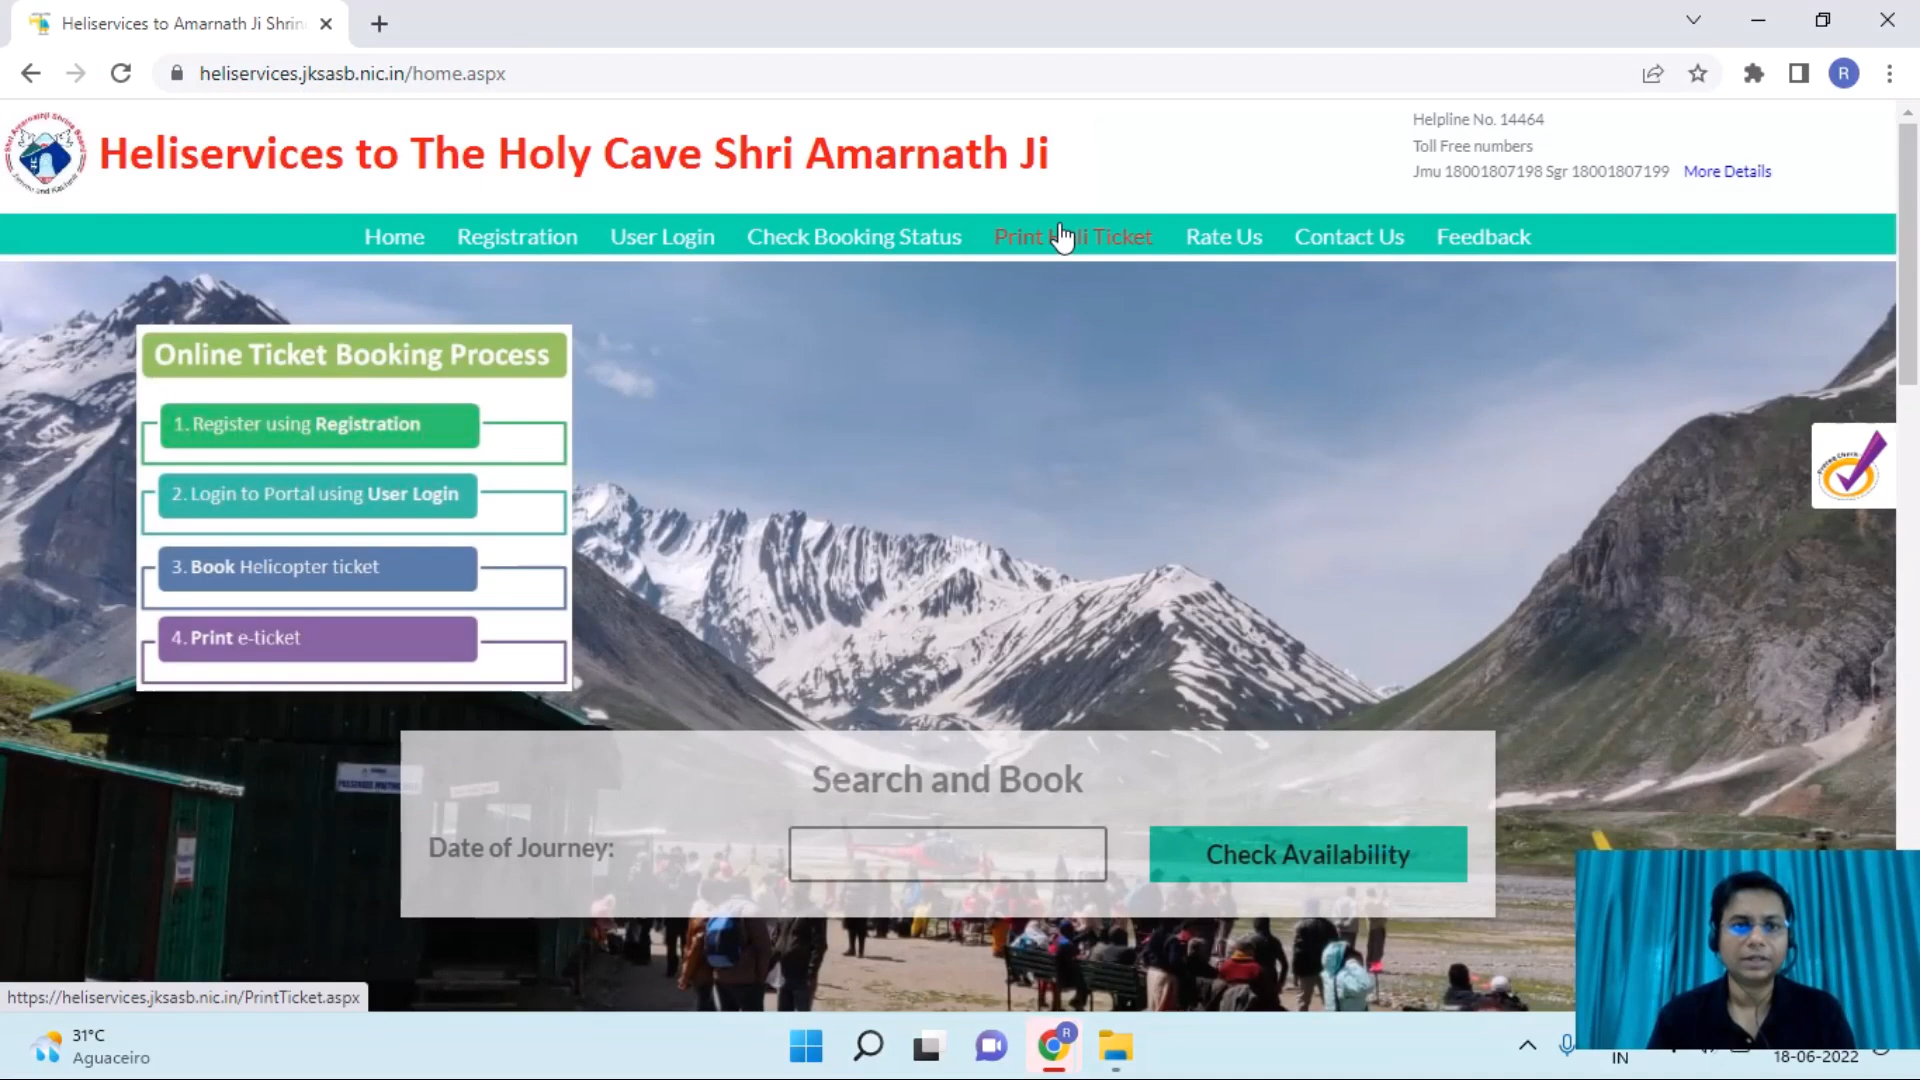 Heliservices to Amarnath Ji Shrin
heliservices.jksasb.nic.in/home.aspx
R
Heliservices to The Holy Cave Shri Amarnath Ji
Helpline No. 14464
Toll Free numbers
Jmu 18001807198 Sgr 18001807199 More Details
Home Registration User Login Check Booking Status Print Ticket Rate Us Contact Us Feedback
Online Ticket Booking Process
1. Register using Registration
2. Login to Portal using User Login
3. Book Helicopter ticket
4. Print e-ticket
Search and Book
Date of Journey:
Check Availability
https://heliservices.jksasb.nic.in/PrintTicket.aspx
31°C
Aguaceiro
R
IN
18-06-2022